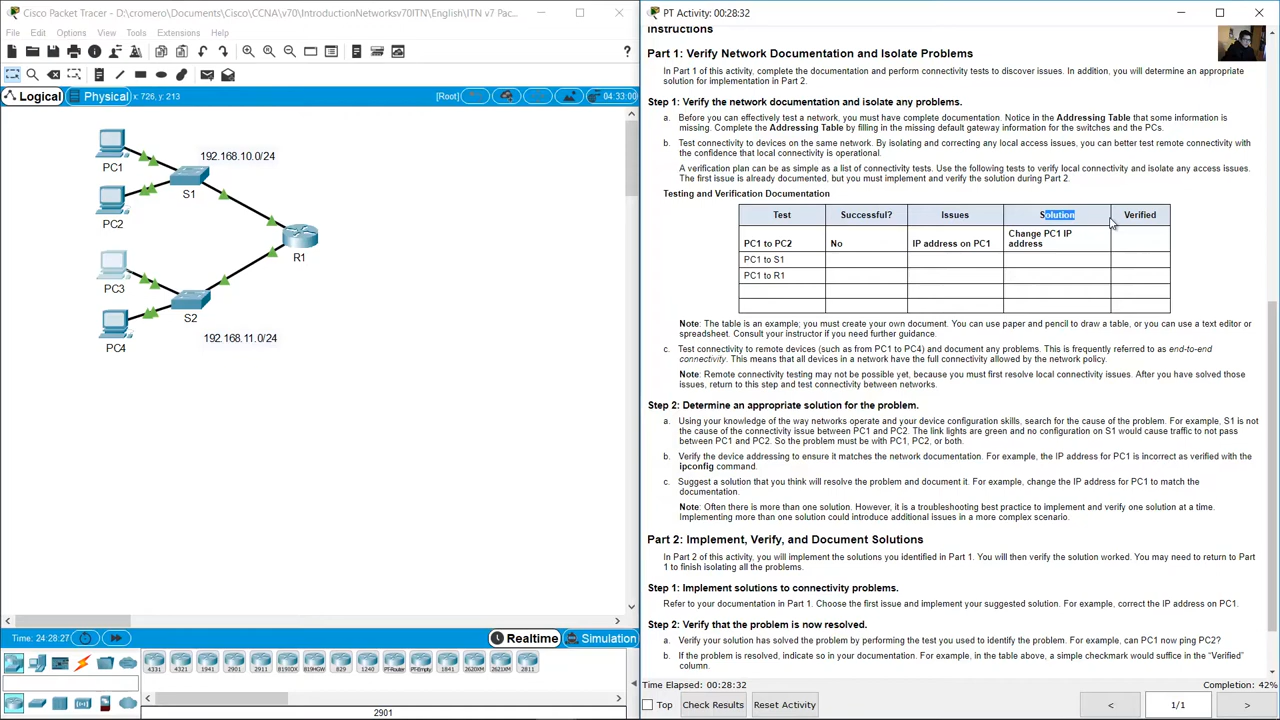 Cisco Packet Tracer - D:\cromero\Documents\Cisco\CCNA\v70\IntroductionNetworksv70ITN\English\ITN v7 Pac...
File Edit Options View Tools Extensions Help
Logical Physical x: 726, y: 213 [Root] 04:33:00
PC1
192.168.10.0/24
S1
PC2
R1
PC3
S2
192.168.11.0/24
PC4
Time: 24:28:27 Realtime Simulation
4331 4321 1941 2901 2911 819IOX 819HGW 829 1240 PT-Router PT-Empty 1841 2620XM 2621XM 2811
2901
PT Activity: 00:28:32
Instructions
Part 1: Verify Network Documentation and Isolate Problems
In Part 1 of this activity, complete the documentation and perform connectivity tests to discover issues. In addition, you will determine an appropriate
solution for implementation in Part 2.
Step 1: Verify the network documentation and isolate any problems.
a. Before you can effectively test a network, you must have complete documentation. Notice in the Addressing Table that some information is
missing. Complete the Addressing Table by filling in the missing default gateway information for the switches and the PCs.
b. Test connectivity to devices on the same network. By isolating and correcting any local access issues, you can better test remote connectivity with
the confidence that local connectivity is operational.
A verification plan can be as simple as a list of connectivity tests. Use the following tests to verify local connectivity and isolate any access issues.
The first issue is already documented, but you must implement and verify the solution during Part 2.
Testing and Verification Documentation
Test Successful? Issues Solution Verified
PC1 to PC2 No IP address on PC1 Change PC1 IP
address
PC1 to S1
PC1 to R1
Note: The table is an example; you must create your own document. You can use paper and pencil to draw a table, or you can use a text editor or
spreadsheet. Consult your instructor if you need further guidance.
c. Test connectivity to remote devices (such as from PC1 to PC4) and document any problems. This is frequently referred to as end-to-end
connectivity. This means that all devices in a network have the full connectivity allowed by the network policy.
Note: Remote connectivity testing may not be possible yet, because you must first resolve local connectivity issues. After you have solved those
issues, return to this step and test connectivity between networks.
Step 2: Determine an appropriate solution for the problem.
a. Using your knowledge of the way networks operate and your device configuration skills, search for the cause of the problem. For example, S1 is not
the cause of the connectivity issue between PC1 and PC2. The link lights are green and no configuration on S1 would cause traffic to not pass
between PC1 and PC2. So the problem must be with PC1, PC2, or both.
b. Verify the device addressing to ensure it matches the network documentation. For example, the IP address for PC1 is incorrect as verified with the
ipconfig command.
c. Suggest a solution that you think will resolve the problem and document it. For example, change the IP address for PC1 to match the
documentation.
Note: Often there is more than one solution. However, it is a troubleshooting best practice to implement and verify one solution at a time.
Implementing more than one solution could introduce additional issues in a more complex scenario.
Part 2: Implement, Verify, and Document Solutions
In Part 2 of this activity, you will implement the solutions you identified in Part 1. You will then verify the solution worked. You may need to return to Part
1 to finish isolating all the problems.
Step 1: Implement solutions to connectivity problems.
Refer to your documentation in Part 1. Choose the first issue and implement your suggested solution. For example, correct the IP address on PC1.
Step 2: Verify that the problem is now resolved.
a. Verify your solution has solved the problem by performing the test you used to identify the problem. For example, can PC1 now ping PC2?
b. If the problem is resolved, indicate so in your documentation. For example, in the table above, a simple checkmark would suffice in the "Verified"
column.
Time Elapsed: 00:28:32 Completion: 42%
Top Check Results Reset Activity < 1/1 >